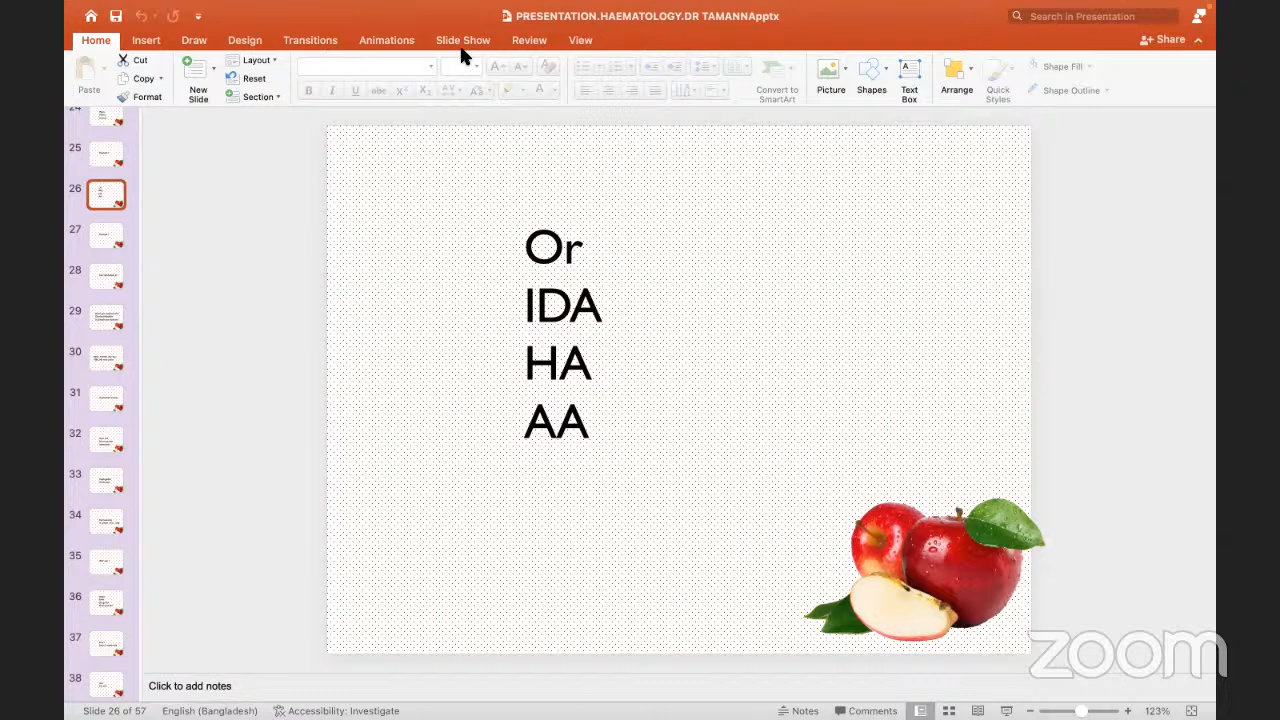 PRESENTATION.HAEMATOLOGY.DR TAMANNApptx
Search in Presentation
Home Insert Draw Design Transitions Animations Slide Show Review View
Share
Paste
Cut
Copy
Format
New
Slide
Layout
Reset
Section
Convert to
SmartArt
Picture
Shapes
Text
Box
Arrange
Quick
Styles
Shape Fill
Shape Outline
24
25
26
27
28
29
30
31
32
33
34
35
36
37
38
Or
IDA
HA
AA
zoom
Click to add notes
Slide 26 of 57 English (Bangladesh) Accessibility: Investigate Notes Comments 123%